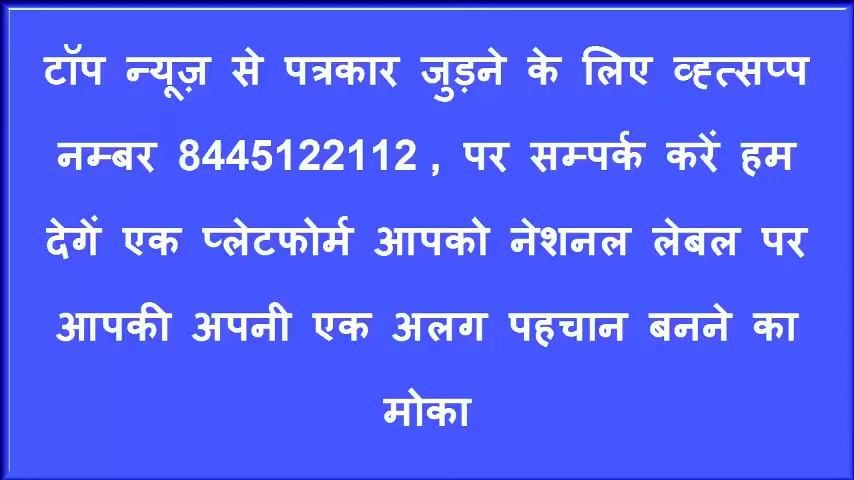 टॉप न्यूज़ से पत्रकार जुड़ने के लिए व्ह्त्सप्प
नम्बर 8445122112 , पर सम्पर्क करें हम
देगें एक प्लेटफोर्म आपको नेशनल लेबल पर
आपकी अपनी एक अलग पहचान बनने का
मोका